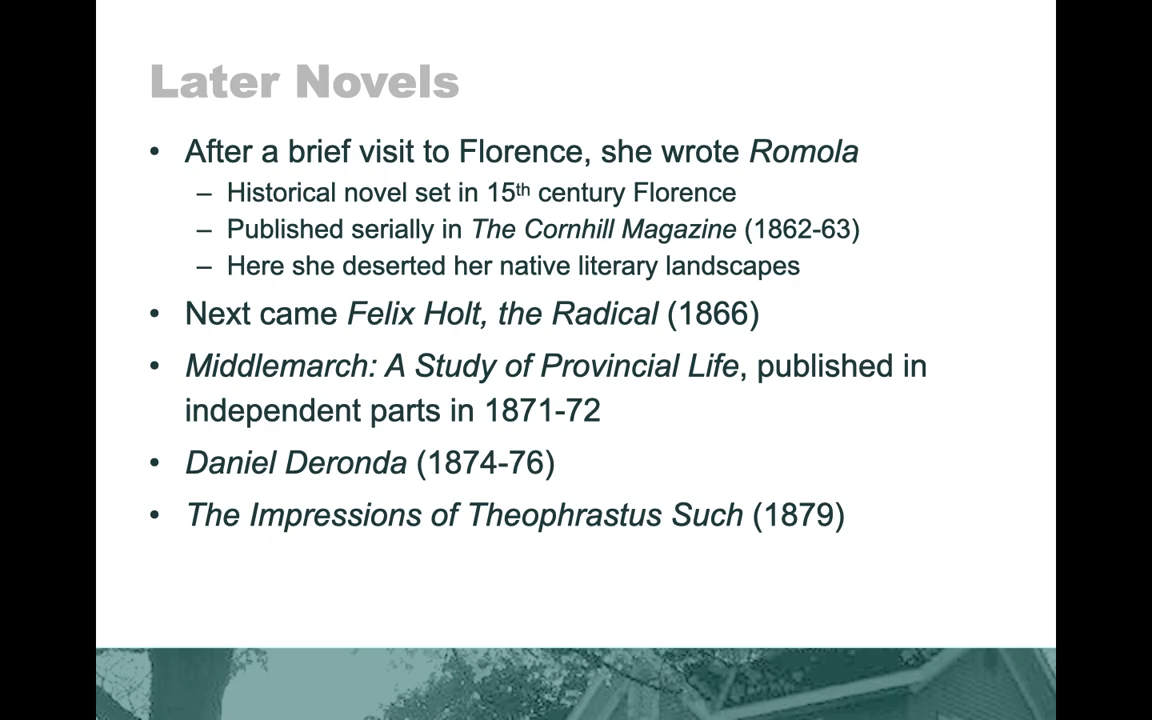 Later Novels
• After a brief visit to Florence, she wrote Romola
– Historical novel set in 15th century Florence
– Published serially in The Cornhill Magazine (1862-63)
– Here she deserted her native literary landscapes
• Next came Felix Holt, the Radical (1866)
• Middlemarch: A Study of Provincial Life, published in
independent parts in 1871-72
• Daniel Deronda (1874-76)
• The Impressions of Theophrastus Such (1879)